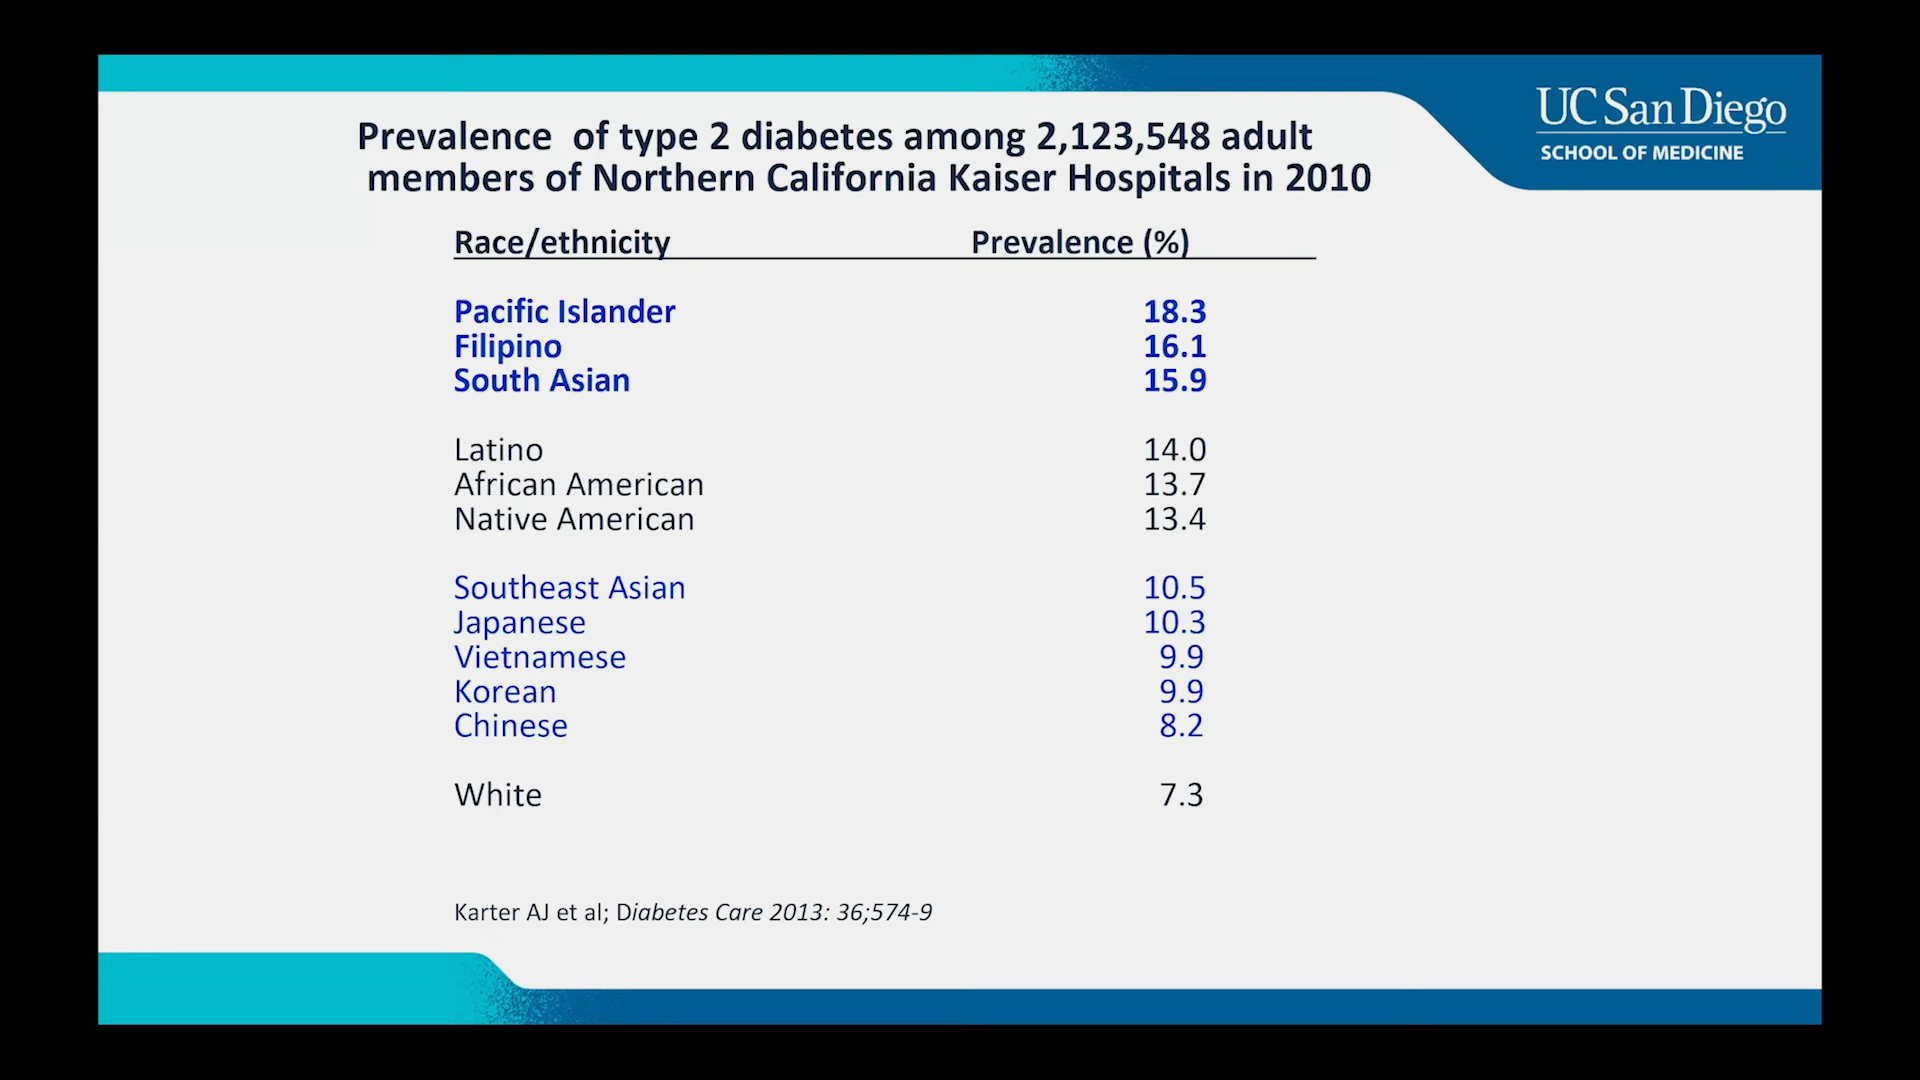 UC San Diego
SCHOOL OF MEDICINE
Prevalence of type 2 diabetes among 2,123,548 adult
members of Northern California Kaiser Hospitals in 2010
Race/ethnicity Prevalence (%)
Pacific Islander 18.3
Filipino 16.1
South Asian 15.9
Latino 14.0
African American 13.7
Native American 13.4
Southeast Asian 10.5
Japanese 10.3
Vietnamese 9.9
Korean 9.9
Chinese 8.2
White 7.3
Karter AJ et al; Diabetes Care 2013: 36;574-9